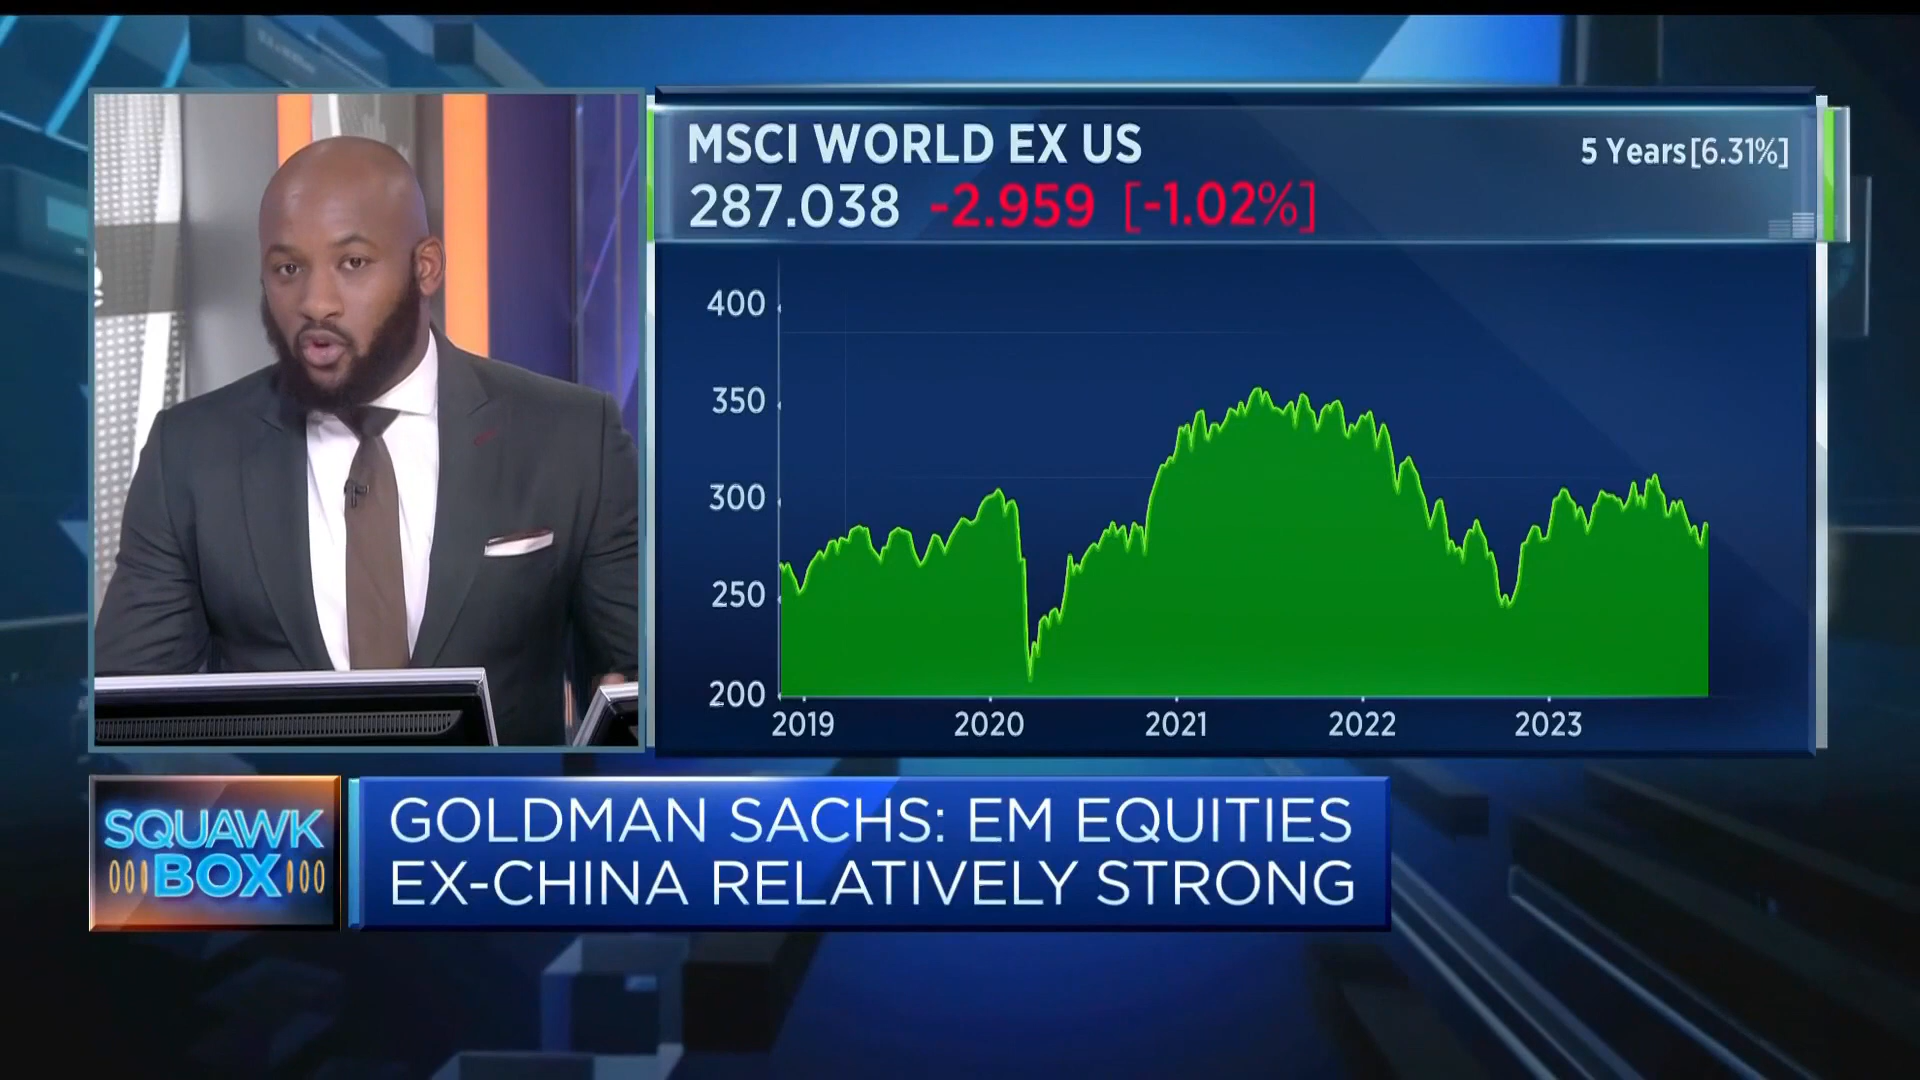 MSCI WORLD EX US
5 Years[6.31%]
287.038 -2.959 [-1.02%]
400
350
300
250
200
2019 2020 2021 2022 2023
SQUAWK
BOX
GOLDMAN SACHS: EM EQUITIES
EX-CHINA RELATIVELY STRONG